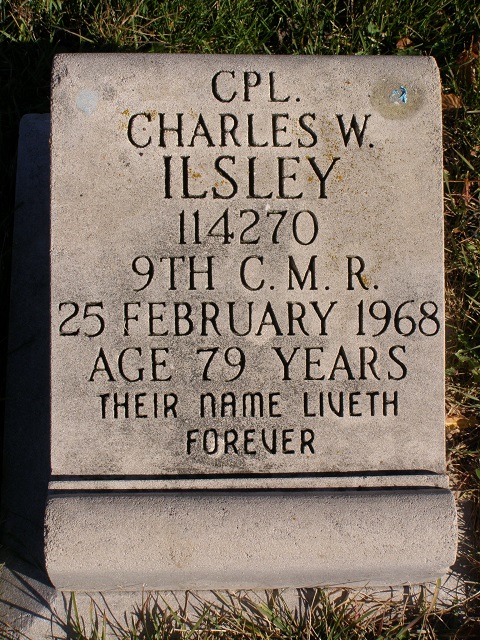 CPL.
CHARLES W.
ILSLEY
114270
9TH C. M. R.
25 FEBRUARY 1968
AGE 79 YEARS
THEIR NAME LIVETH
FOREVER